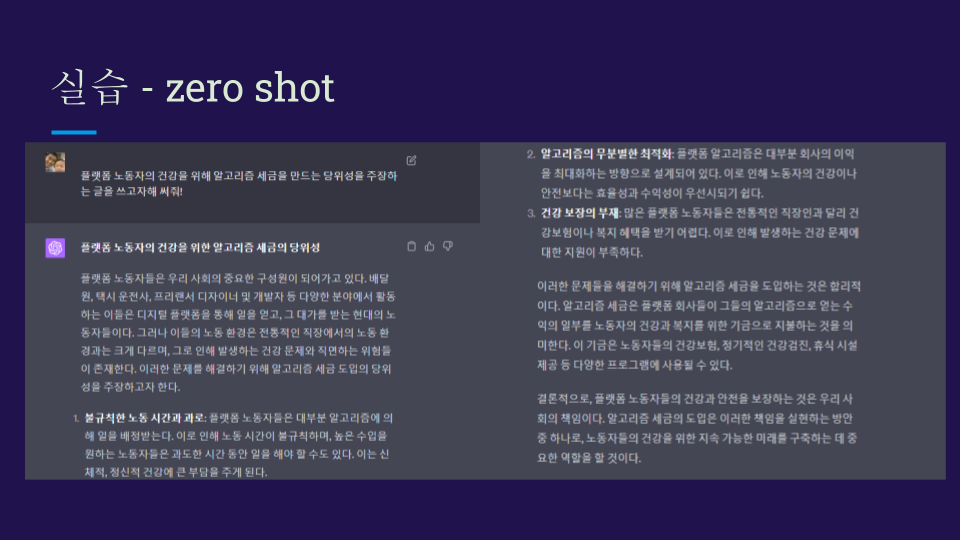 실습 - zero shot
플랫폼 노동자의 건강을 위해 알고리즘 세금을 만드는 당위성을 주장하
는 글을 쓰고자해 써줘!
플랫폼 노동자의 건강을 위한 알고리즘 세금의 당위성
플랫폼 노동자들은 우리 사회의 중요한 구성원이 되어가고 있다. 배달
원, 택시 운전사, 프리랜서 디자이너 및 개발자 등 다양한 분야에서 활동
하는 이들은 디지털 플랫폼을 통해 일을 얻고, 그 대가를 받는 현대의 노
동자들이다. 그러나 이들의 노동 환경은 전통적인 직장에서의 노동 환
경과는 크게 다르며, 그로 인해 발생하는 건강 문제와 직면하는 위험들
이 존재한다. 이러한 문제를 해결하기 위해 알고리즘 세금 도입의 당위
성을 주장하고자 한다.
1. 불규칙한 노동 시간과 과로: 플랫폼 노동자들은 대부분 알고리즘에 의
해 일을 배정받는다. 이로 인해 노동 시간이 불규칙하며, 높은 수입을
원하는 노동자들은 과도한 시간 동안 일을 해야 할 수도 있다. 이는 신
체적, 정신적 건강에 큰 부담을 주게 된다.
2. 알고리즘의 무분별한 최적화: 플랫폼 알고리즘은 대부분 회사의 이익
을 최대화하는 방향으로 설계되어 있다. 이로 인해 노동자의 건강이나
안전보다는 효율성과 수익성이 우선시되기 쉽다.
3. 건강 보장의 부재: 많은 플랫폼 노동자들은 전통적인 직장인과 달리 건
강보험이나 복지 혜택을 받기 어렵다. 이로 인해 발생하는 건강 문제에
대한 지원이 부족하다.
이러한 문제들을 해결하기 위해 알고리즘 세금을 도입하는 것은 합리적
이다. 알고리즘 세금은 플랫폼 회사들이 그들의 알고리즘으로 얻는 수
익의 일부를 노동자의 건강과 복지를 위한 기금으로 지불하는 것을 의
미한다. 이 기금은 노동자들의 건강보험, 정기적인 건강검진, 휴식 시설
제공 등 다양한 프로그램에 사용될 수 있다.
결론적으로, 플랫폼 노동자들의 건강과 안전을 보장하는 것은 우리 사
회의 책임이다. 알고리즘 세금의 도입은 이러한 책임을 실현하는 방안
중 하나로, 노동자들의 건강을 위한 지속 가능한 미래를 구축하는 데 중
요한 역할을 할 것이다.